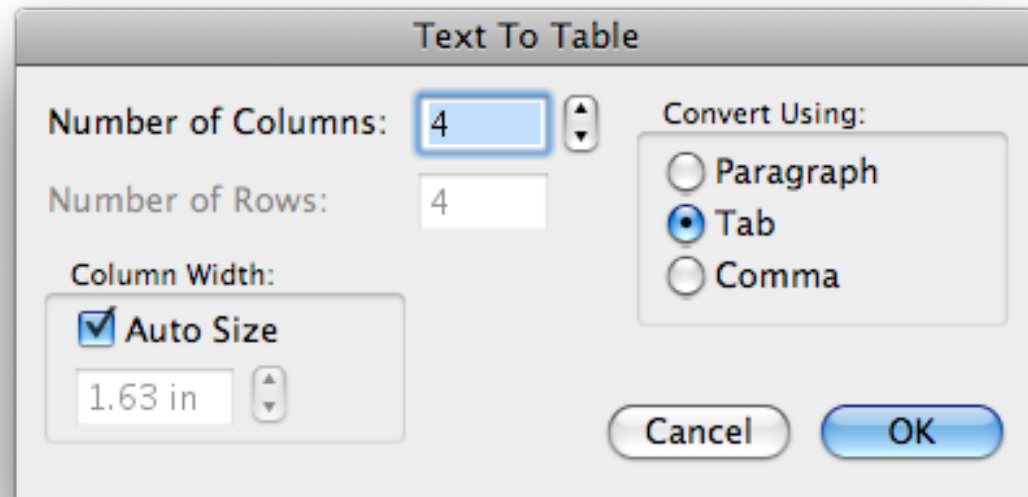 Text To Table
Number of Columns: 4
Number of Rows: 4
Column Width:
Auto Size
1.63 in
Convert Using:
Paragraph
Tab
Comma
Cancel
OK